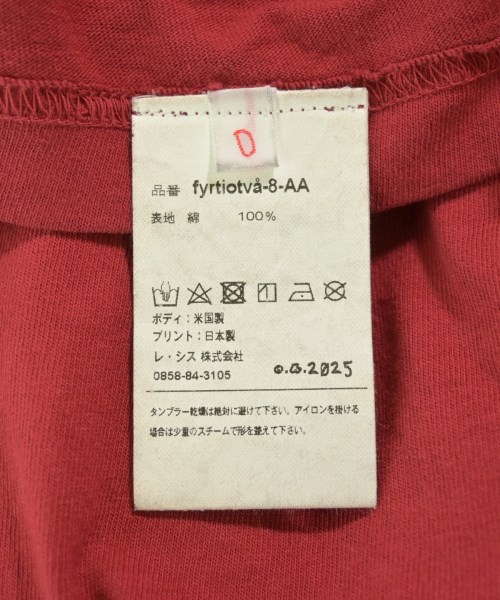 0
品番 fyrtiotvå-8-AA
表地 綿 100%
ボディ：米国製
プリント：日本製
レ・シス 株式会社
0858-84-3105
2025
タンブラー乾燥は絶対に避けて下さい。アイロンを掛ける
場合は少量のスチームで形を整えて下さい。